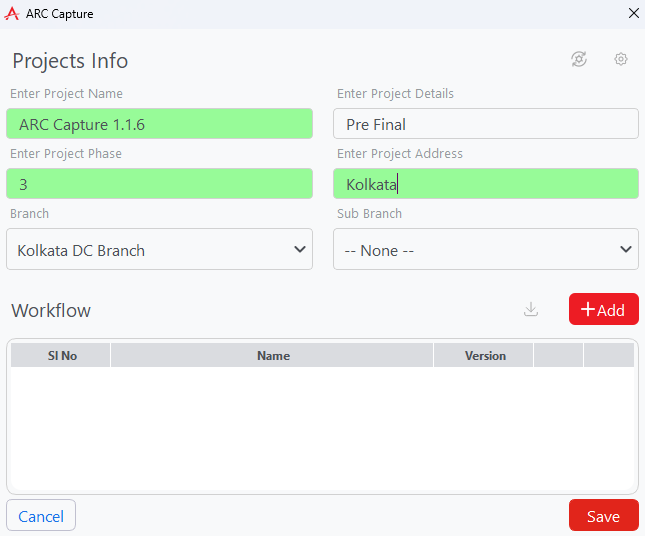 ARC Capture
Projects Info
Enter Project Name Enter Project Details
ARC Capture 1.1.6 Pre Final
Enter Project Phase Enter Project Address
3 Kolkata
Branch Sub Branch
Kolkata DC Branch -- None --
Workflow +Add
Sl No Name Version
Cancel Save